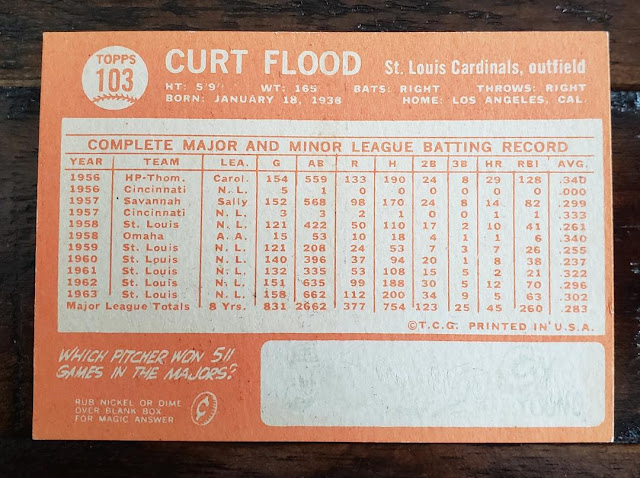 TOPPS
103
CURT FLOOD St. Louis Cardinals, outfield
HT: 5'9" WT: 165 BATS: RIGHT THROWS: RIGHT
BORN: JANUARY 18, 1938 HOME: LOS ANGELES, CAL.
COMPLETE MAJOR AND MINOR LEAGUE BATTING RECORD
YEAR TEAM LEA. G AB R H 2B 3B HR RBI AVG.
1956 HP-Thom. Carol. 154 559 133 190 24 8 29 128 .340
1956 Cincinnati N. L. 5 1 0 0 0 0 0 0 .000
1957 Savannah Sally 152 568 98 170 24 8 14 82 .299
1957 Cincinnati N. L. 3 3 2 1 0 0 1 1 .333
1958 St. Louis N. L. 121 422 50 110 17 2 10 41 .261
1958 Omaha A. A. 15 53 10 18 4 1 1 6 .340
1959 St. Louis N. L. 121 208 24 53 7 3 7 26 .255
1960 St. Louis N. L. 140 396 37 94 20 1 8 38 .237
1961 St. Louis N. L. 132 335 53 108 15 5 2 21 .322
1962 St. Louis N. L. 151 635 99 188 30 5 12 70 .296
1963 St. Louis N. L. 158 662 112 200 34 9 5 63 .302
Major League Totals 8 Yrs. 831 2662 377 754 123 25 45 260 .283
©T.C.G. PRINTED IN U.S.A.
WHICH PITCHER WON 511
GAMES IN THE MAJORS?
RUB NICKEL OR DIME
OVER BLANK BOX
FOR MAGIC ANSWER